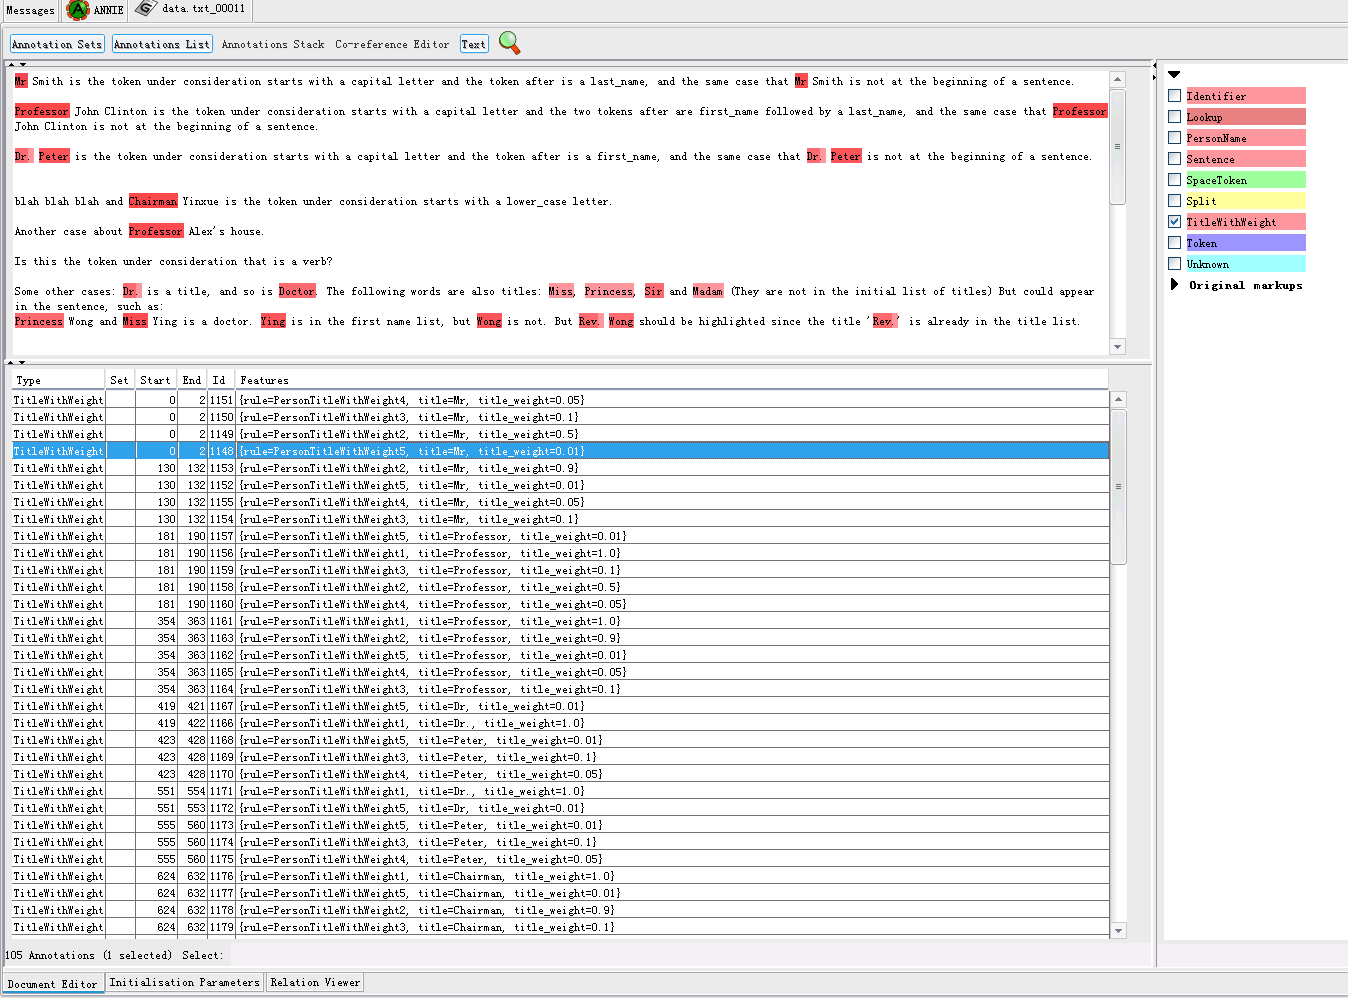 Messages ANNIE data.txt_00011
Annotation Sets Annotations List Annotations Stack Co-reference Editor Text
Mr Smith is the token under consideration starts with a capital letter and the token after is a last_name, and the same case that Mr Smith is not at the beginning of a sentence.
Professor John Clinton is the token under consideration starts with a capital letter and the two tokens after are first_name followed by a last_name, and the same case that Professor
John Clinton is not at the beginning of a sentence.
Dr. Peter is the token under consideration starts with a capital letter and the token after is a first_name, and the same case that Dr. Peter is not at the beginning of a sentence.
blah blah blah and Chairman Yinxue is the token under consideration starts with a lower_case letter.
Another case about Professor Alex's house.
Is this the token under consideration that is a verb?
Some other cases: Dr. is a title, and so is Doctor. The following words are also titles: Miss, Princess, Sir and Madam (They are not in the initial list of titles) But could appear
in the sentence, such as:
Princess Wong and Miss Ying is a doctor. Ying is in the first name list, but Wong is not. But Rev. Wong should be highlighted since the title 'Rev.' is already in the title list.
Identifier
Lookup
PersonName
Sentence
SpaceToken
Split
TitleWithWeight
Token
Unknown
Original markups
Type Set Start End Id Features
TitleWithWeight 0 2 1151 {rule=PersonTitleWithWeight4, title=Mr, title_weight=0.05}
TitleWithWeight 0 2 1150 {rule=PersonTitleWithWeight3, title=Mr, title_weight=0.1}
TitleWithWeight 0 2 1149 {rule=PersonTitleWithWeight2, title=Mr, title_weight=0.5}
TitleWithWeight 0 2 1148 {rule=PersonTitleWithWeight5, title=Mr, title_weight=0.01}
TitleWithWeight 130 132 1153 {rule=PersonTitleWithWeight2, title=Mr, title_weight=0.9}
TitleWithWeight 130 132 1152 {rule=PersonTitleWithWeight5, title=Mr, title_weight=0.01}
TitleWithWeight 130 132 1155 {rule=PersonTitleWithWeight4, title=Mr, title_weight=0.05}
TitleWithWeight 130 132 1154 {rule=PersonTitleWithWeight3, title=Mr, title_weight=0.1}
TitleWithWeight 181 190 1157 {rule=PersonTitleWithWeight5, title=Professor, title_weight=0.01}
TitleWithWeight 181 190 1156 {rule=PersonTitleWithWeight1, title=Professor, title_weight=1.0}
TitleWithWeight 181 190 1159 {rule=PersonTitleWithWeight3, title=Professor, title_weight=0.1}
TitleWithWeight 181 190 1158 {rule=PersonTitleWithWeight2, title=Professor, title_weight=0.5}
TitleWithWeight 181 190 1160 {rule=PersonTitleWithWeight4, title=Professor, title_weight=0.05}
TitleWithWeight 354 363 1161 {rule=PersonTitleWithWeight1, title=Professor, title_weight=1.0}
TitleWithWeight 354 363 1163 {rule=PersonTitleWithWeight2, title=Professor, title_weight=0.9}
TitleWithWeight 354 363 1162 {rule=PersonTitleWithWeight5, title=Professor, title_weight=0.01}
TitleWithWeight 354 363 1165 {rule=PersonTitleWithWeight4, title=Professor, title_weight=0.05}
TitleWithWeight 354 363 1164 {rule=PersonTitleWithWeight3, title=Professor, title_weight=0.1}
TitleWithWeight 419 421 1167 {rule=PersonTitleWithWeight5, title=Dr, title_weight=0.01}
TitleWithWeight 419 422 1166 {rule=PersonTitleWithWeight1, title=Dr., title_weight=1.0}
TitleWithWeight 423 428 1168 {rule=PersonTitleWithWeight5, title=Peter, title_weight=0.01}
TitleWithWeight 423 428 1169 {rule=PersonTitleWithWeight3, title=Peter, title_weight=0.1}
TitleWithWeight 423 428 1170 {rule=PersonTitleWithWeight4, title=Peter, title_weight=0.05}
TitleWithWeight 551 554 1171 {rule=PersonTitleWithWeight1, title=Dr., title_weight=1.0}
TitleWithWeight 551 553 1172 {rule=PersonTitleWithWeight5, title=Dr, title_weight=0.01}
TitleWithWeight 555 560 1173 {rule=PersonTitleWithWeight5, title=Peter, title_weight=0.01}
TitleWithWeight 555 560 1174 {rule=PersonTitleWithWeight3, title=Peter, title_weight=0.1}
TitleWithWeight 555 560 1175 {rule=PersonTitleWithWeight4, title=Peter, title_weight=0.05}
TitleWithWeight 624 632 1176 {rule=PersonTitleWithWeight1, title=Chairman, title_weight=1.0}
TitleWithWeight 624 632 1177 {rule=PersonTitleWithWeight5, title=Chairman, title_weight=0.01}
TitleWithWeight 624 632 1178 {rule=PersonTitleWithWeight2, title=Chairman, title_weight=0.9}
TitleWithWeight 624 632 1179 {rule=PersonTitleWithWeight3, title=Chairman, title_weight=0.1}
105 Annotations (1 selected) Select:
Document Editor Initialisation Parameters Relation Viewer